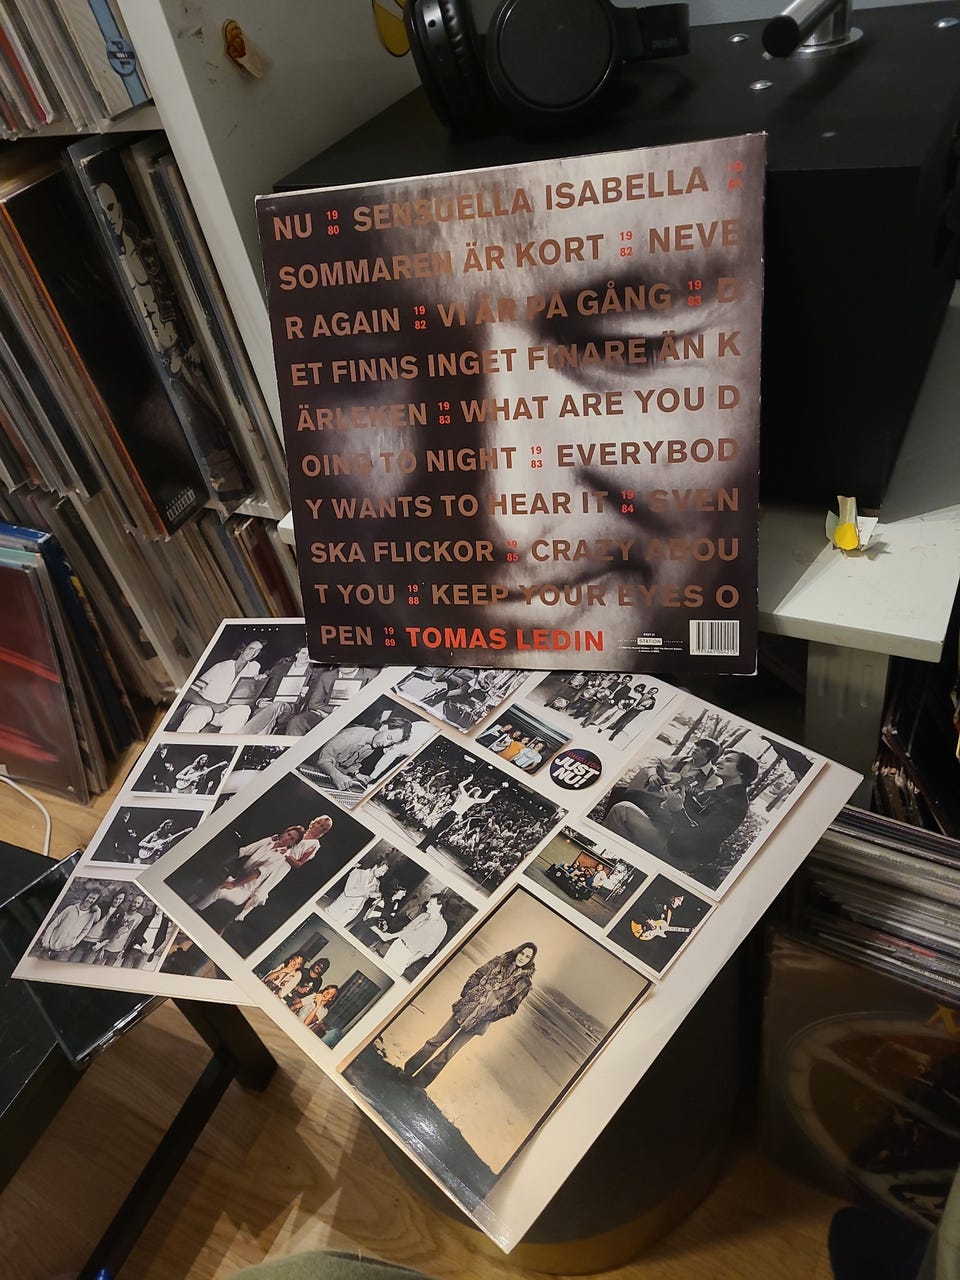 PHILIPS
NU 19 80 SENSUELLA ISABELLA 19
SOMMAREN ÄR KORT 19 82 NEVE
R AGAIN 19 82 VI ÄR PÅ GÅNG 19 83 D
ET FINNS INGET FINARE ÄN K
ÄRLEKEN 19 83 WHAT ARE YOU D
OING TO NIGHT 19 83 EVERYBOD
Y WANTS TO HEAR IT 19 84 SVEN
SKA FLICKOR 19 85 CRAZY ABOU
T YOU 19 88 KEEP YOUR EYES O
PEN 19 89 TOMAS LEDIN
STATION
JUST
NU!